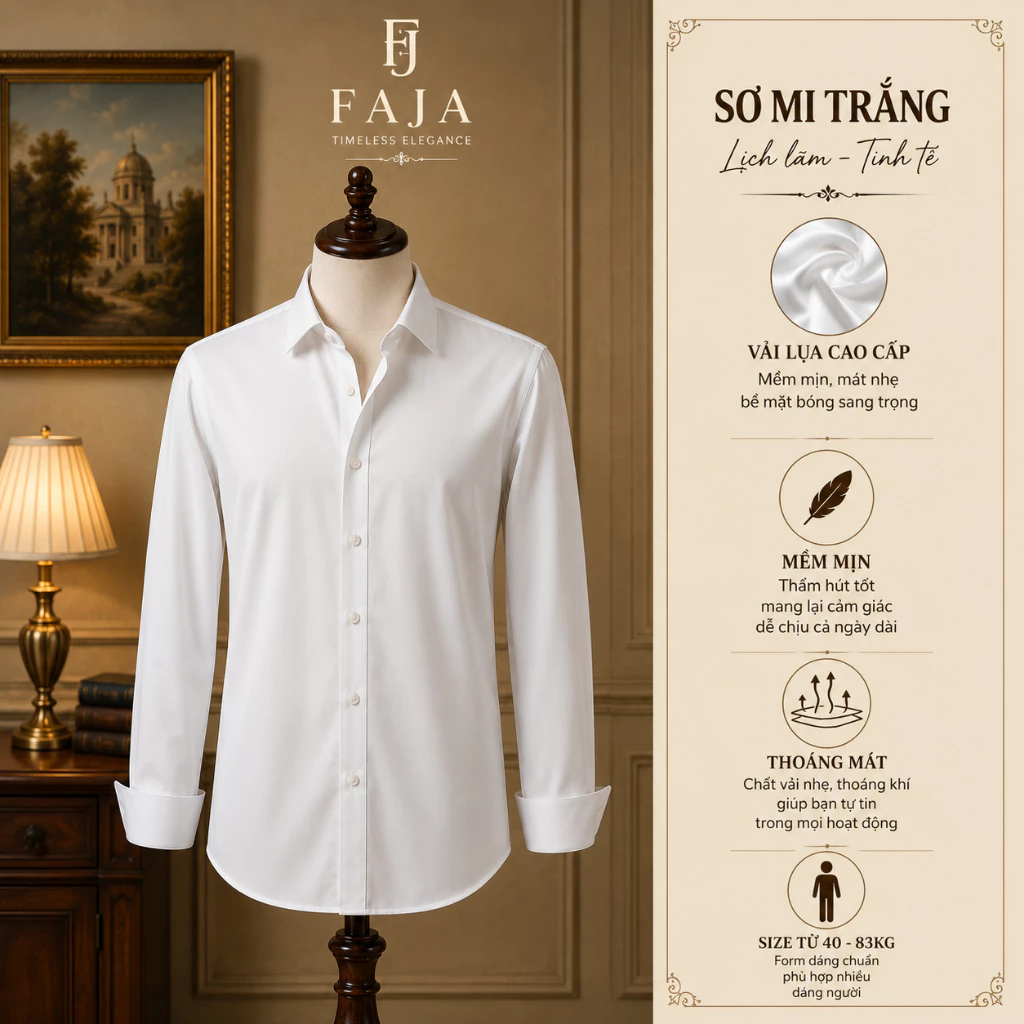 FJ
FAJA
TIMELESS ELEGANCE
SƠ MI TRẮNG
Lịch lãm - Tinh tế
VẢI LỤA CAO CẤP
Mềm mịn, mát nhẹ
bề mặt bóng sang trọng
MỀM MỊN
Thấm hút tốt
mang lại cảm giác
dễ chịu cả ngày dài
THOÁNG MÁT
Chất vải nhẹ, thoáng khí
giúp bạn tự tin
trong mọi hoạt động
SIZE TỪ 40 - 83KG
Form dáng chuẩn
phù hợp nhiều
dáng người